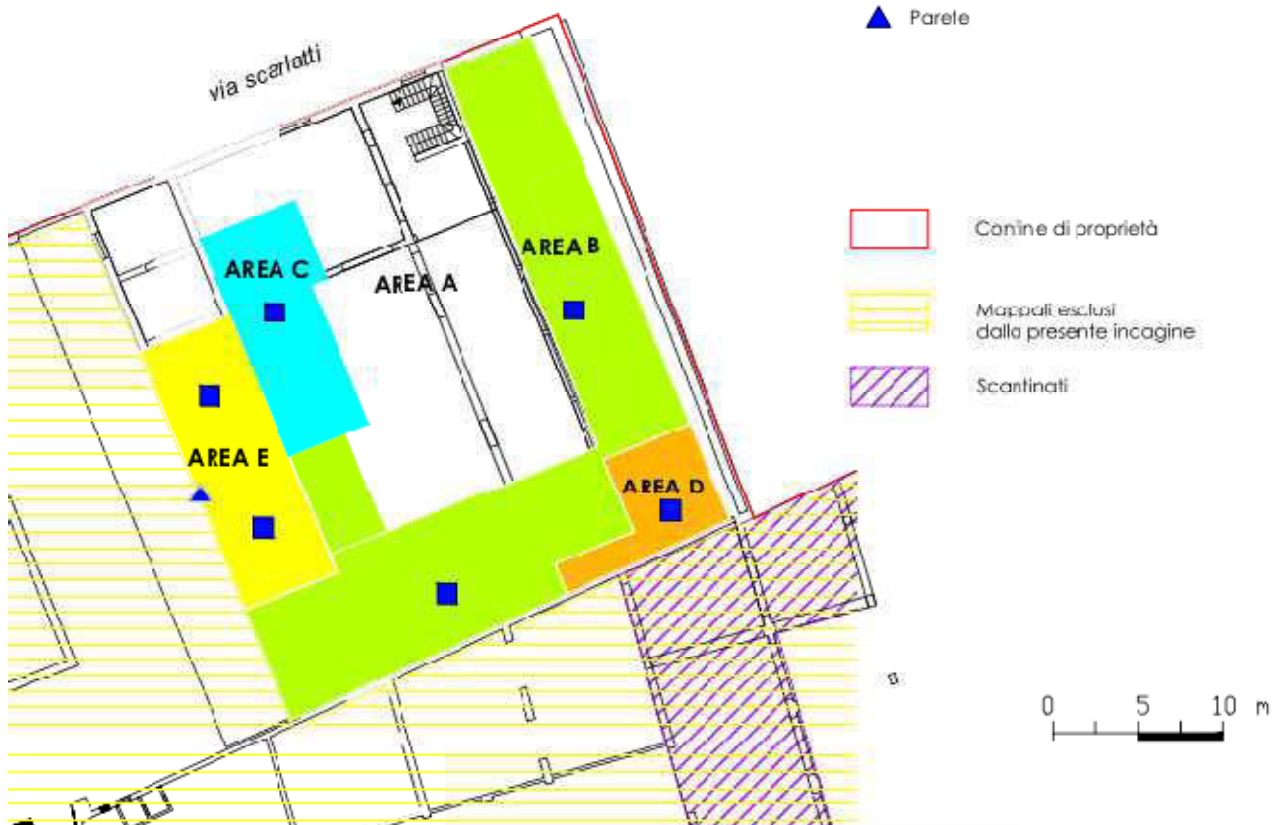 Parete
via scarlatti
Confine di proprietà
AREA B
AREA C
AREA A
Mappali esclusi
dalla presente incagine
Scantinati
AREA E
AREA D
0 5 10 m